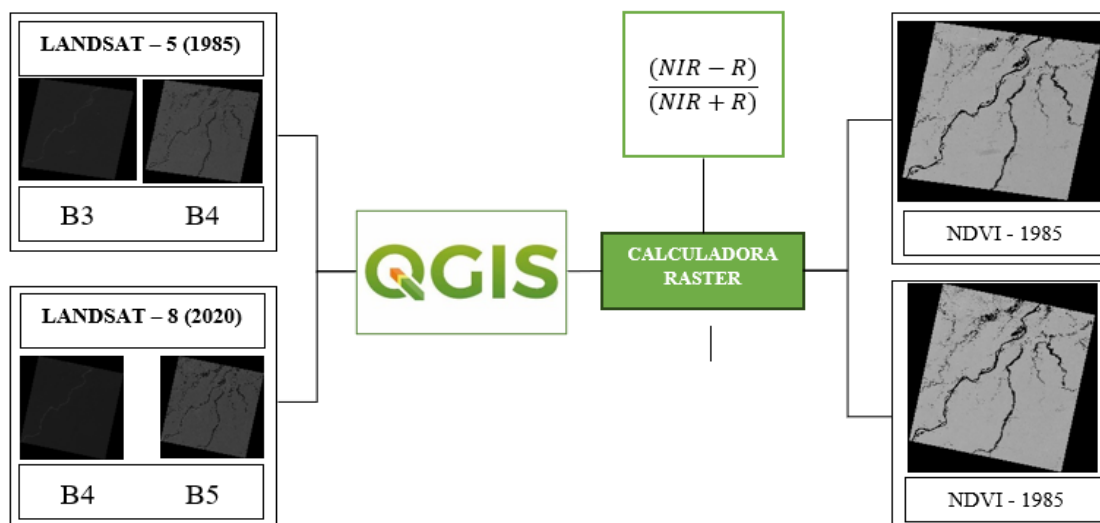 LANDSAT – 5 (1985)
B3 B4
LANDSAT – 8 (2020)
B4 B5
QGIS
(NIR − R)
(NIR + R)
CALCULADORA
RASTER
NDVI - 1985
NDVI - 1985